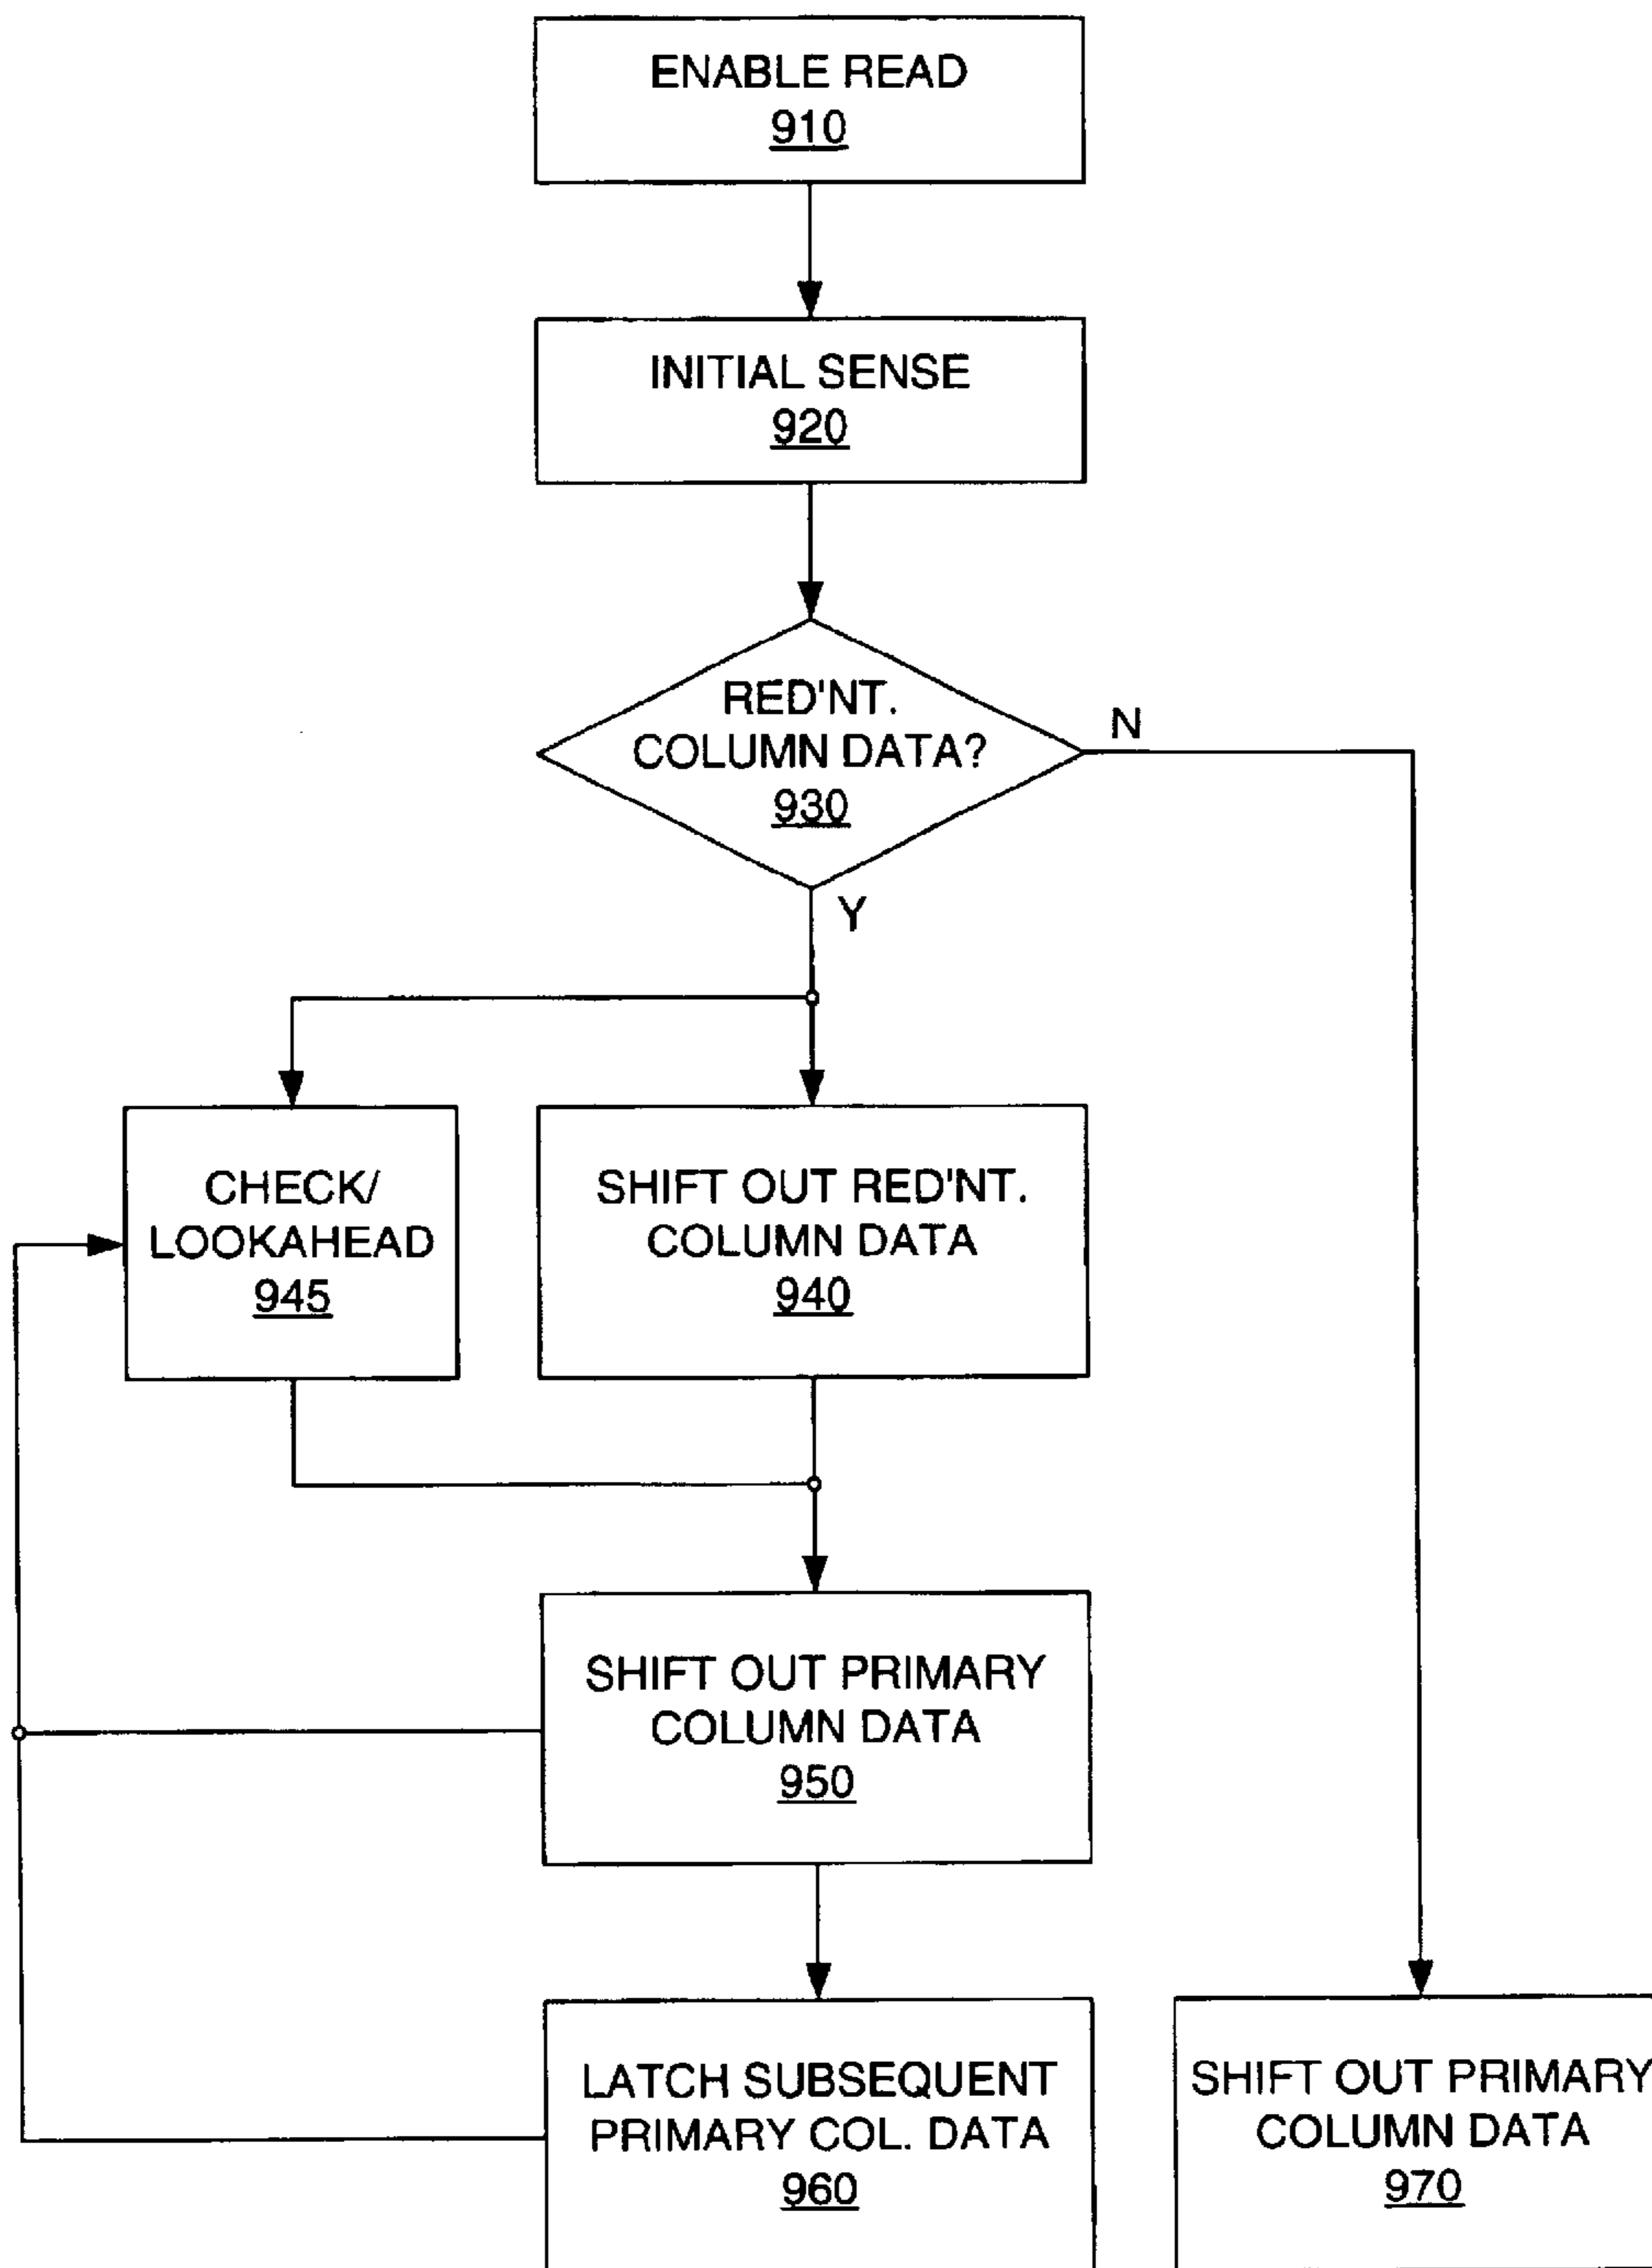 ENABLE READ
910
INITIAL SENSE
920
RED'NT.
COLUMN DATA?
930
N
Y
CHECK/
LOOKAHEAD
945
SHIFT OUT RED'NT.
COLUMN DATA
940
SHIFT OUT PRIMARY
COLUMN DATA
950
LATCH SUBSEQUENT
PRIMARY COL. DATA
960
SHIFT OUT PRIMARY
COLUMN DATA
970